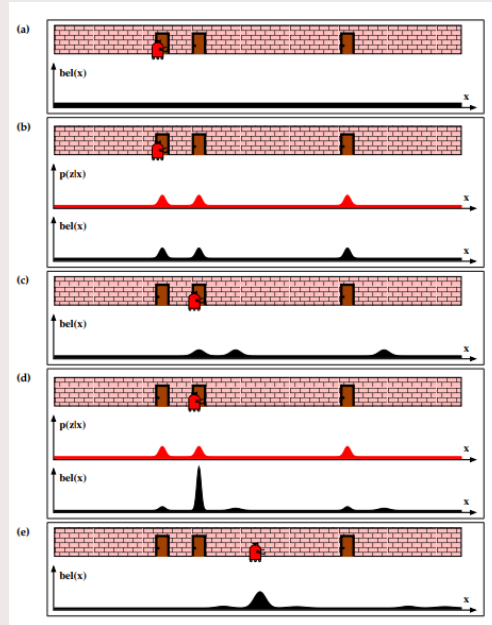 (a)
bel(x)
x
(b)
p(z|x)
x
bel(x)
x
(c)
bel(x)
x
(d)
p(z|x)
x
bel(x)
x
(e)
bel(x)
x